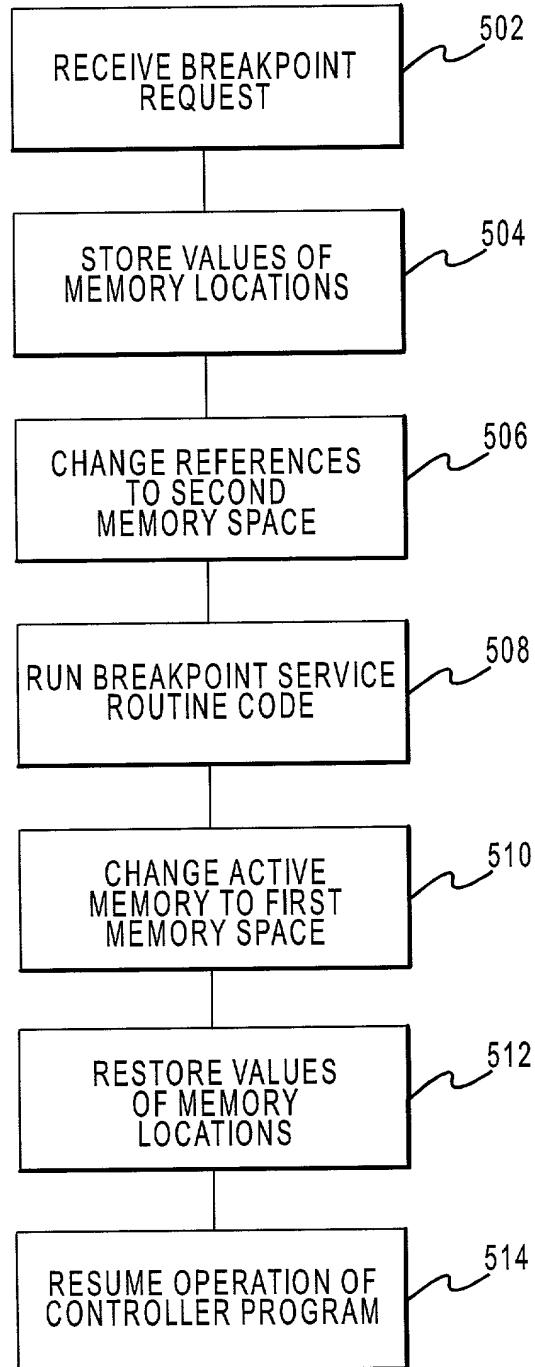 502
RECEIVE BREAKPOINT
REQUEST
504
STORE VALUES OF
MEMORY LOCATIONS
506
CHANGE REFERENCES
TO SECOND
MEMORY SPACE
508
RUN BREAKPOINT SERVICE
ROUTINE CODE
510
CHANGE ACTIVE
MEMORY TO FIRST
MEMORY SPACE
512
RESTORE VALUES
OF MEMORY
LOCATIONS
514
RESUME OPERATION OF
CONTROLLER PROGRAM